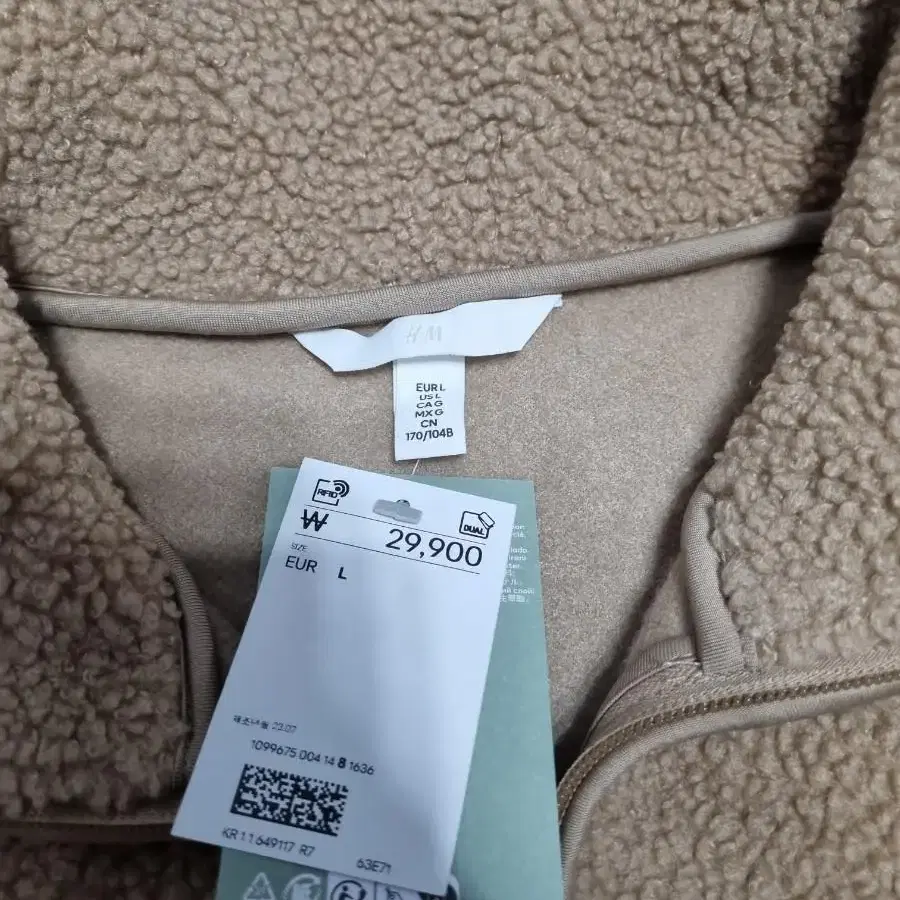 H&M
EUR L
US L
CA G
MX G
CN
170/104B
RFID
DUAL
₩ 29,900
SIZE
EUR L
제조년월 23.07
1099675.004 14 8 1636
KR 1.1 649117 R7
63E71